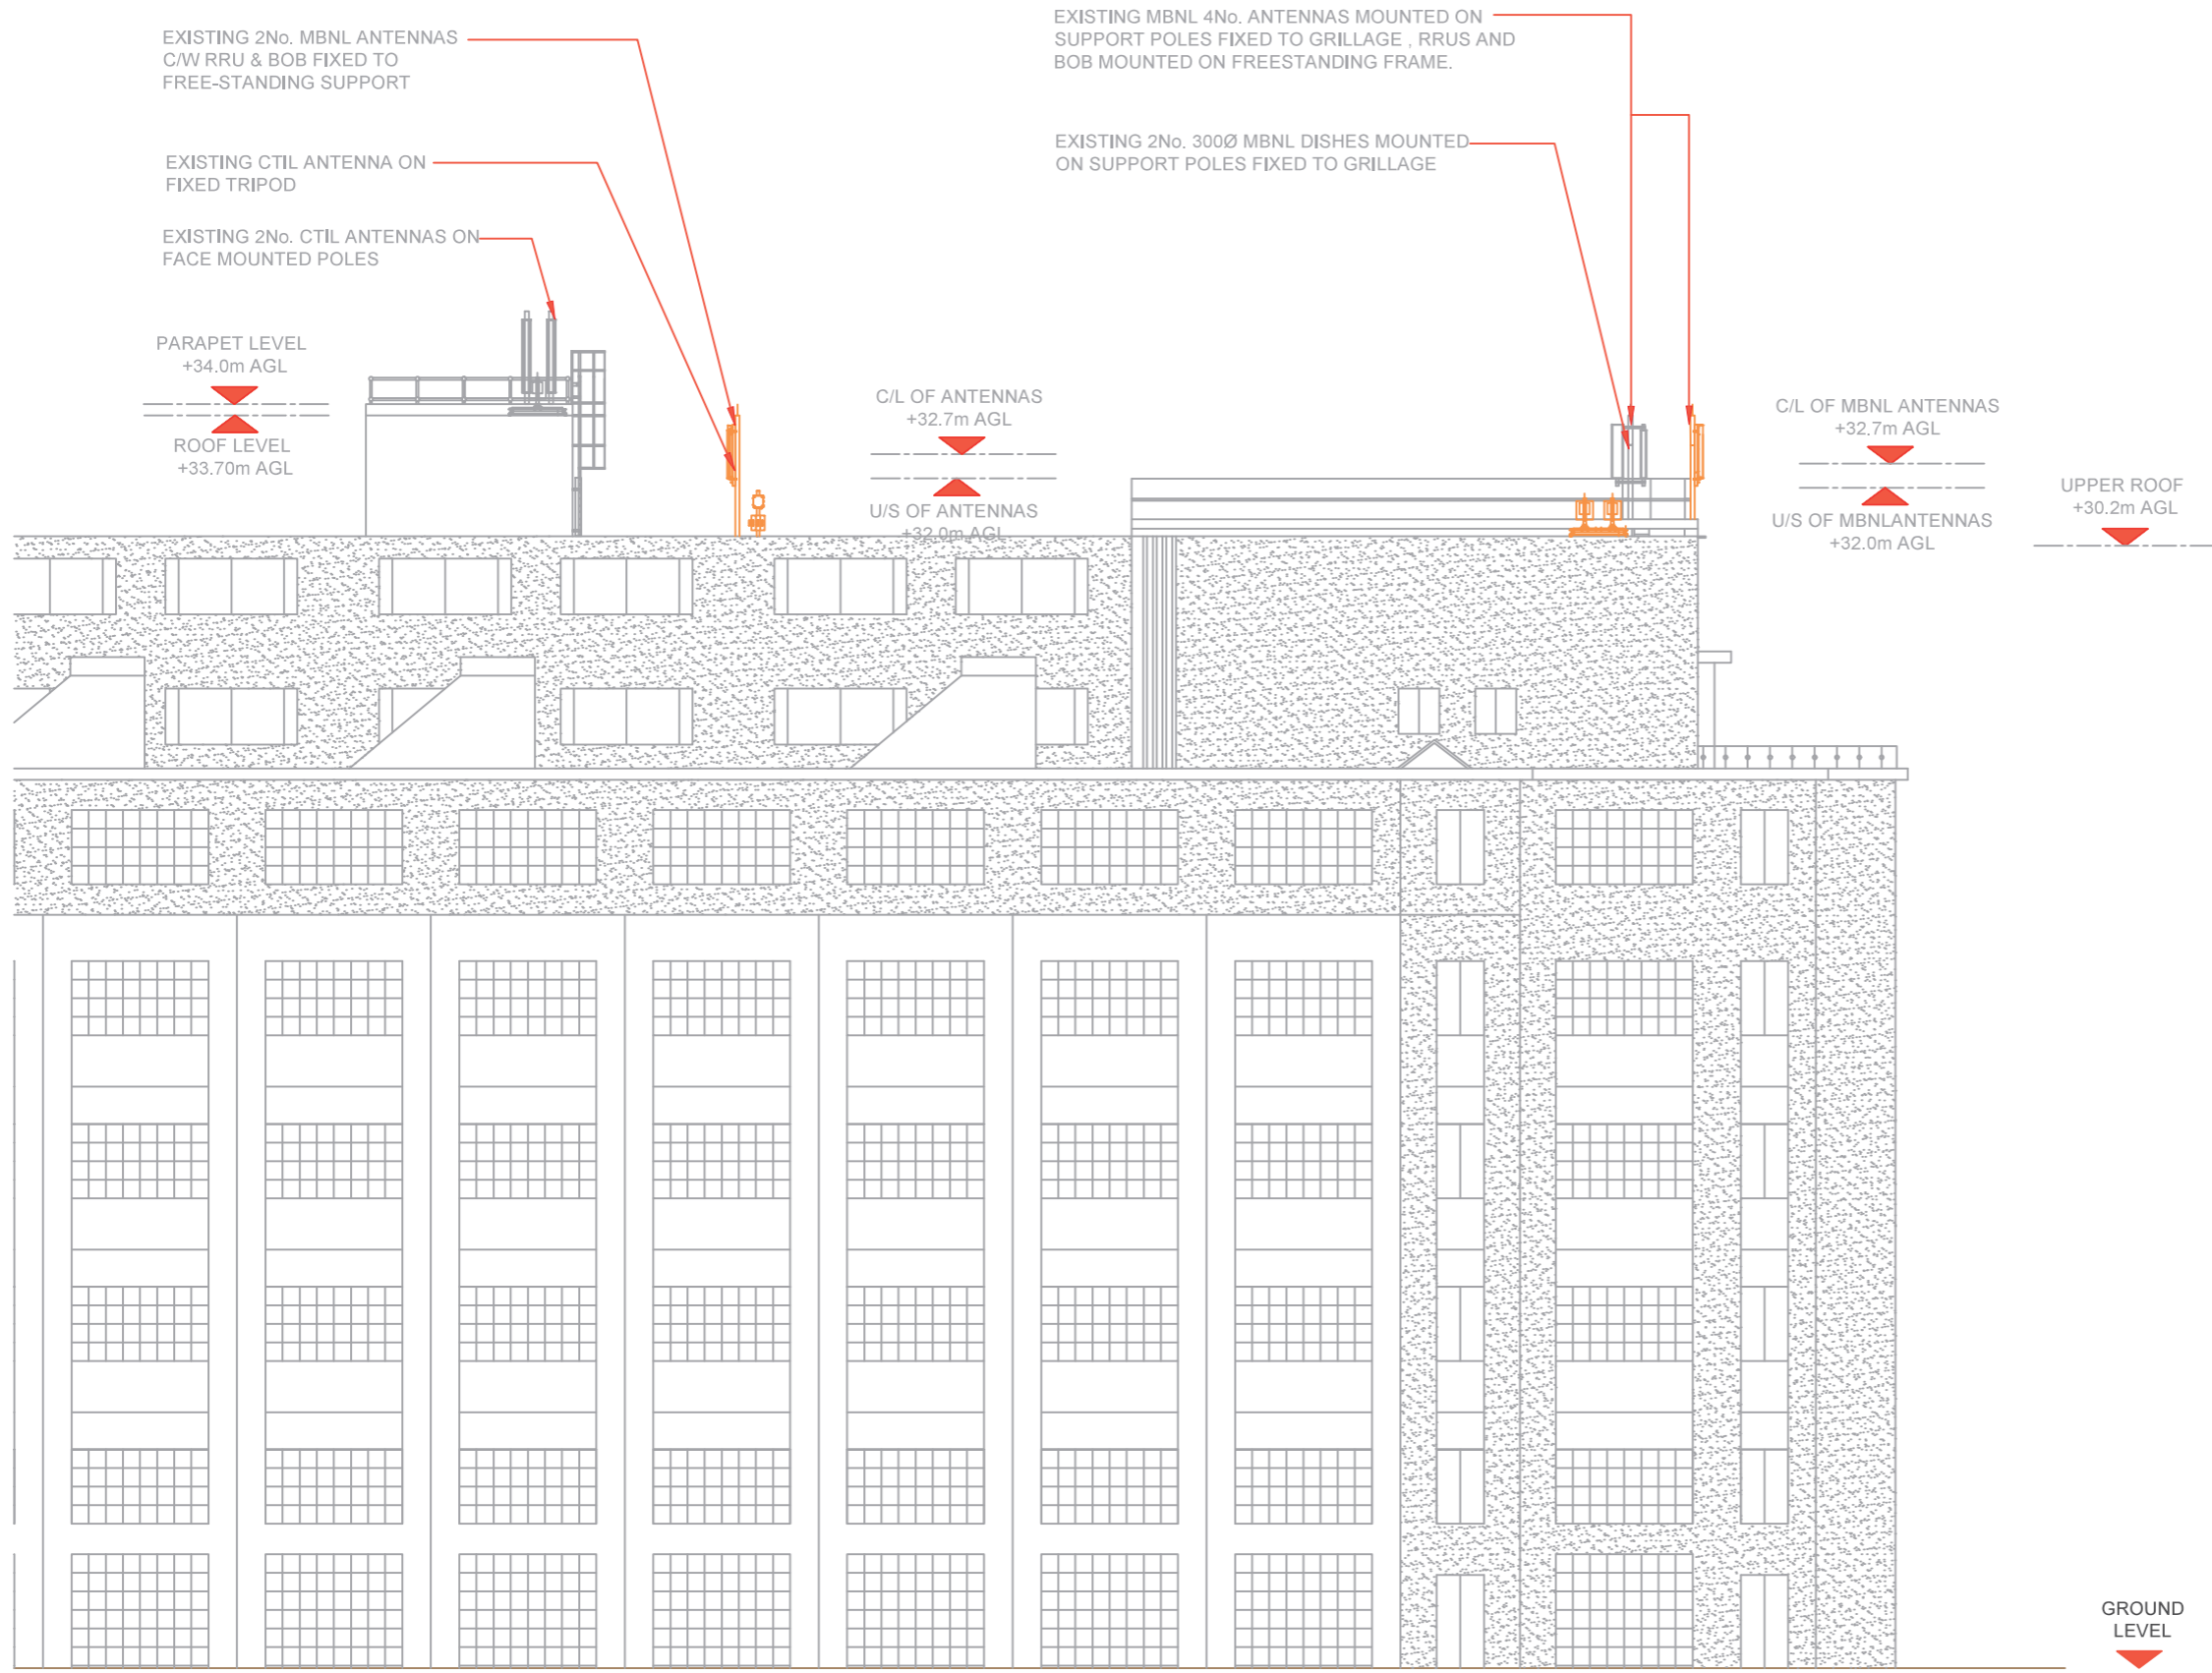 EXISTING 2No. MBNL ANTENNAS
C/W RRU & BOB FIXED TO
FREE-STANDING SUPPORT
EXISTING CTIL ANTENNA ON
FIXED TRIPOD
EXISTING 2No. CTIL ANTENNAS ON
FACE MOUNTED POLES
EXISTING MBNL 4No. ANTENNAS MOUNTED ON
SUPPORT POLES FIXED TO GRILLAGE , RRUS AND
BOB MOUNTED ON FREESTANDING FRAME.
EXISTING 2No. 300Ø MBNL DISHES MOUNTED
ON SUPPORT POLES FIXED TO GRILLAGE
PARAPET LEVEL
+34.0m AGL
ROOF LEVEL
+33.70m AGL
C/L OF ANTENNAS
+32.7m AGL
U/S OF ANTENNAS
+32.0m AGL
C/L OF MBNL ANTENNAS
+32.7m AGL
U/S OF MBNLANTENNAS
+32.0m AGL
UPPER ROOF
+30.2m AGL
GROUND
LEVEL